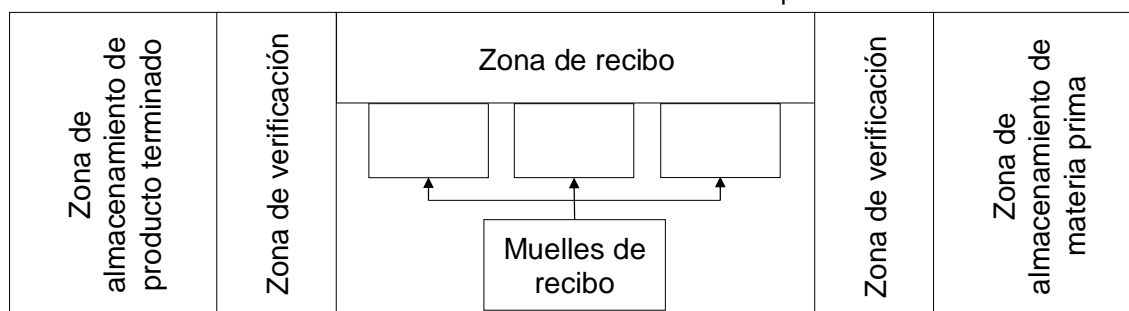 Zona de
almacenamiento de
producto terminado
Zona de verificación
Zona de recibo
Muelles de
recibo
Zona de verificación
Zona de
almacenamiento de
materia prima